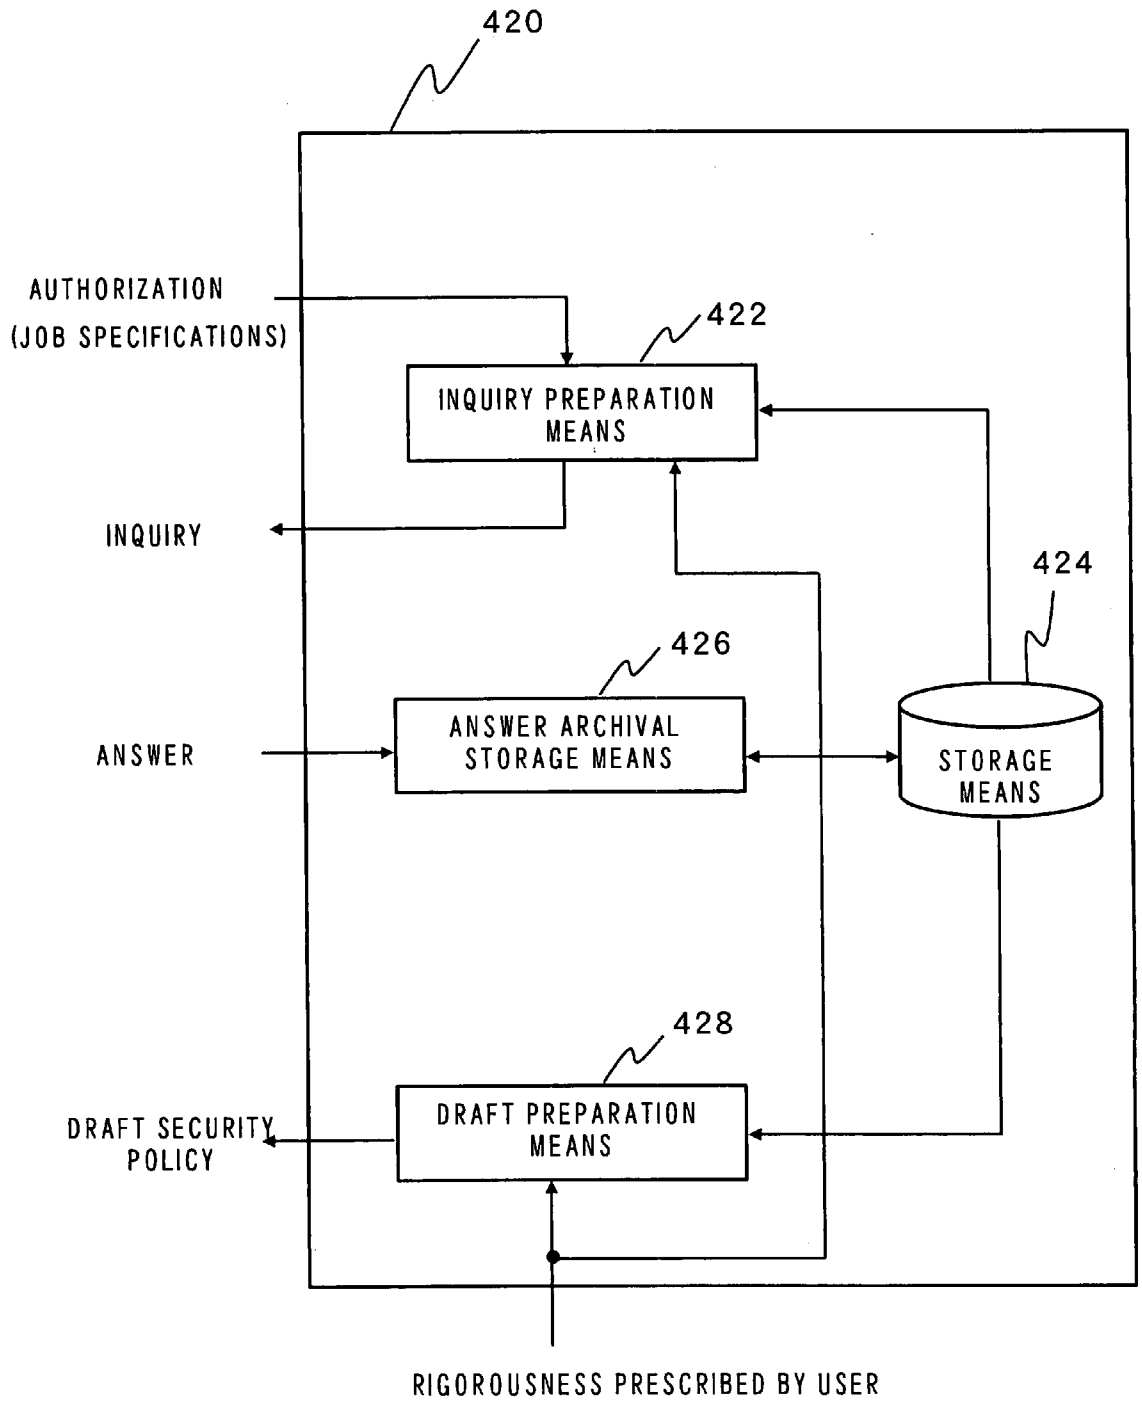 420
AUTHORIZATION
(JOB SPECIFICATIONS)
422
INQUIRY PREPARATION
MEANS
INQUIRY
424
426
ANSWER ARCHIVAL
STORAGE MEANS
ANSWER
STORAGE
MEANS
428
DRAFT PREPARATION
MEANS
DRAFT SECURITY
POLICY
RIGOROUSNESS PRESCRIBED BY USER